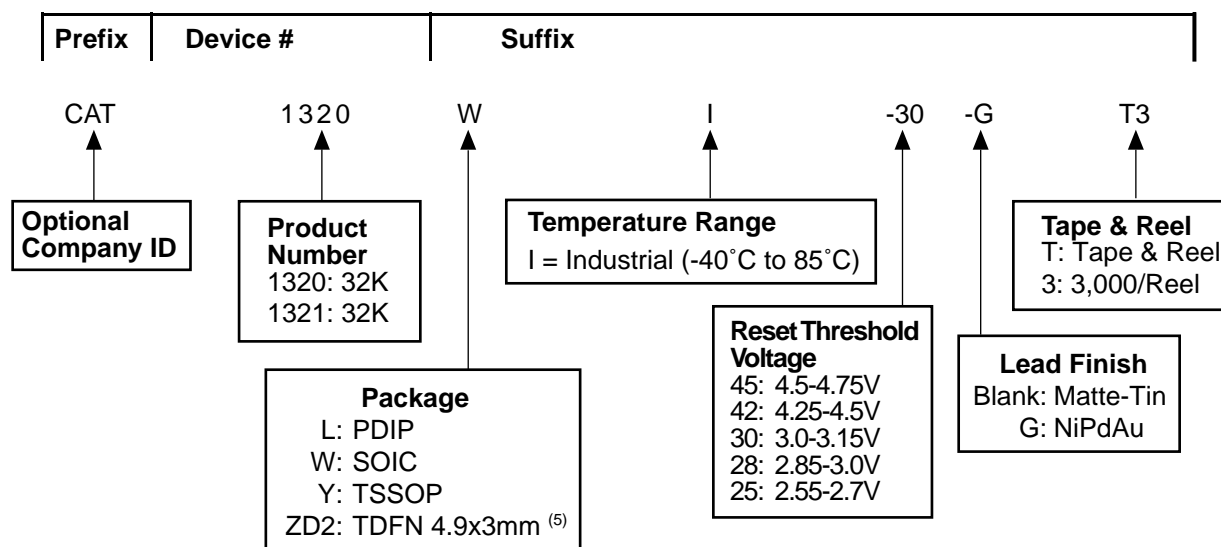 Prefix Device # Suffix
CAT 1320 W I -30 -G T3
Optional
Company ID
Product
Number
1320: 32K
1321: 32K
Package
L: PDIP
W: SOIC
Y: TSSOP
ZD2: TDFN 4.9x3mm (5)
Temperature Range
I = Industrial (-40˚C to 85˚C)
Reset Threshold
Voltage
45: 4.5-4.75V
42: 4.25-4.5V
30: 3.0-3.15V
28: 2.85-3.0V
25: 2.55-2.7V
Lead Finish
Blank: Matte-Tin
G: NiPdAu
Tape & Reel
T: Tape & Reel
3: 3,000/Reel